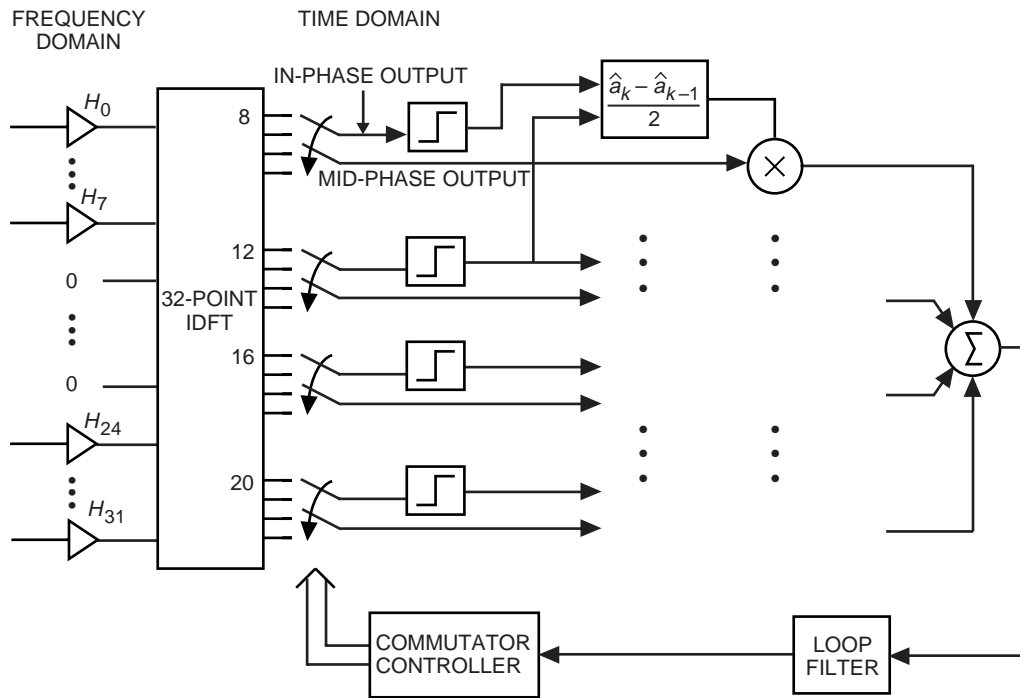 FREQUENCY
DOMAIN
TIME DOMAIN
IN-PHASE OUTPUT
MID-PHASE OUTPUT
H0
H7
0
0
H24
H31
32-POINT
IDFT
8
12
16
20
âk – âk–1
2
×
Σ
COMMUTATOR
CONTROLLER
LOOP
FILTER